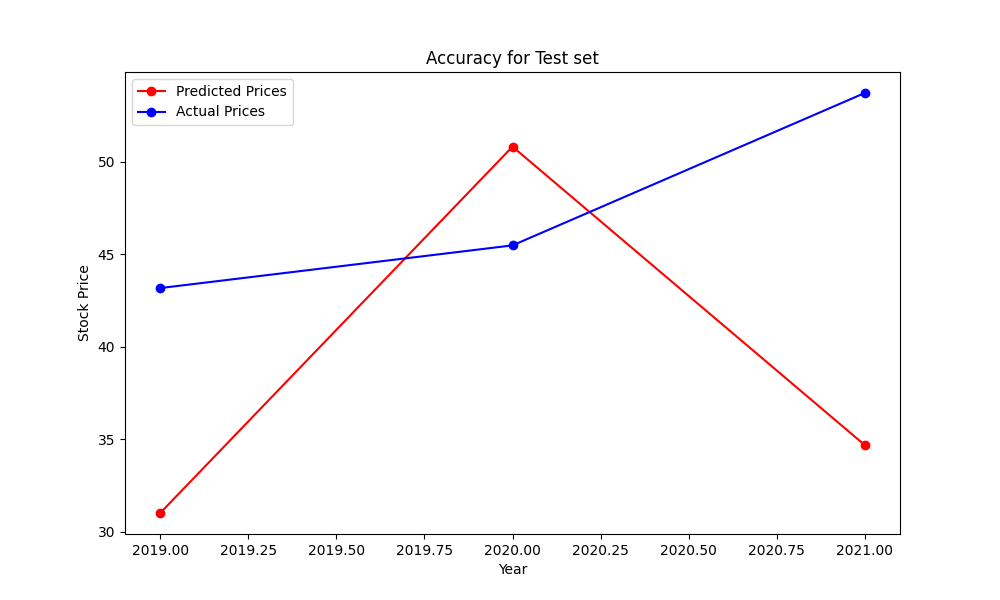 Accuracy for Test set
Predicted Prices
Actual Prices
Stock Price
50
45
40
35
30
2019.00 2019.25 2019.50 2019.75 2020.00 2020.25 2020.50 2020.75 2021.00
Year